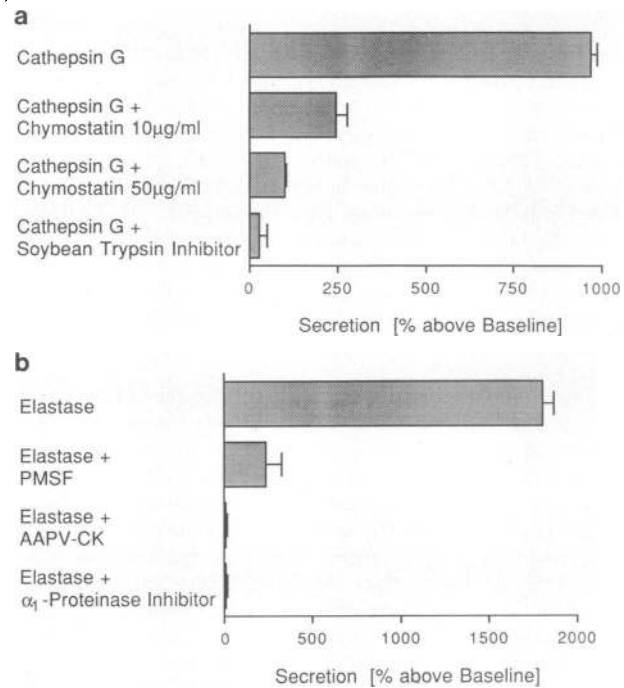 a
Cathepsin G
Cathepsin G +
Chymostatin 10µg/ml
Cathepsin G +
Chymostatin 50µg/ml
Cathepsin G +
Soybean Trypsin Inhibitor
0 250 500 750 1000
Secretion [% above Baseline]
b
Elastase
Elastase +
PMSF
Elastase +
AAPV-CK
Elastase +
α₁-Proteinase Inhibitor
0 500 1000 1500 2000
Secretion [% above Baseline]